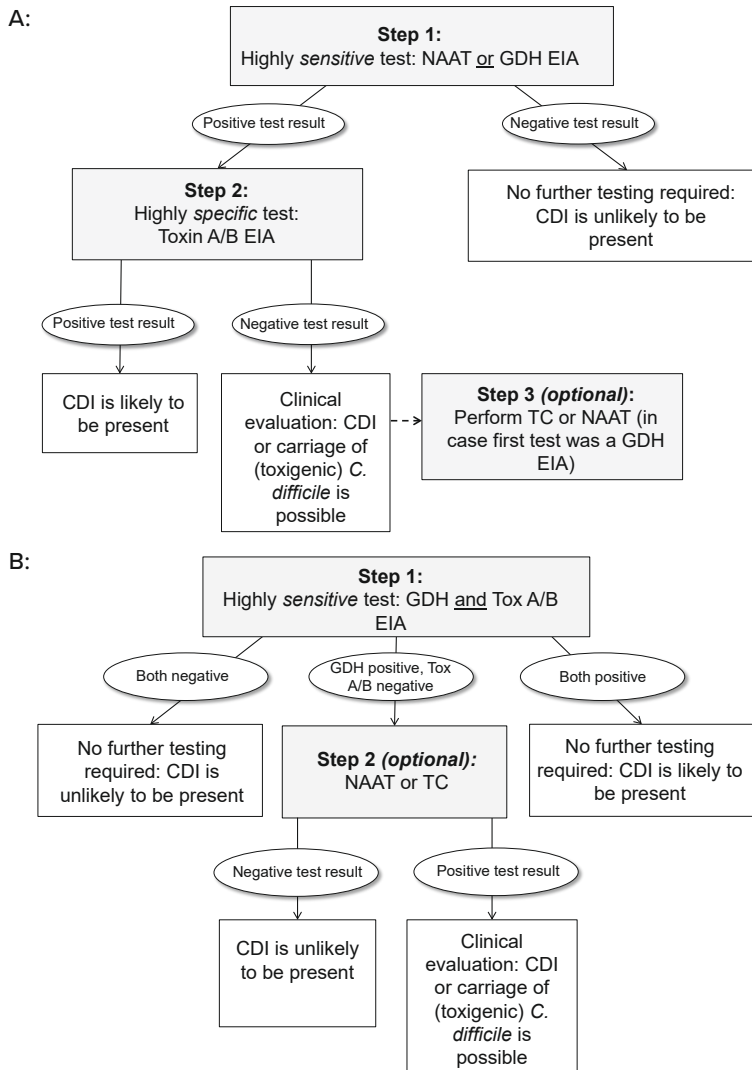 A:
Step 1:
Highly sensitive test: NAAT or GDH EIA
Positive test result
Negative test result
Step 2:
Highly specific test:
Toxin A/B EIA
No further testing required:
CDI is unlikely to be
present
Positive test result
Negative test result
CDI is likely to
be present
Clinical
evaluation: CDI
or carriage of
(toxigenic) C.
difficile is
possible
Step 3 (optional):
Perform TC or NAAT (in
case first test was a GDH
EIA)
B:
Step 1:
Highly sensitive test: GDH and Tox A/B
EIA
Both negative
GDH positive, Tox
A/B negative
Both positive
No further testing
required: CDI is
unlikely to be present
Step 2 (optional):
NAAT or TC
No further testing
required: CDI is likely to
be present
Negative test result
Positive test result
CDI is unlikely
to be present
Clinical
evaluation: CDI
or carriage of
(toxigenic) C.
difficile is
possible